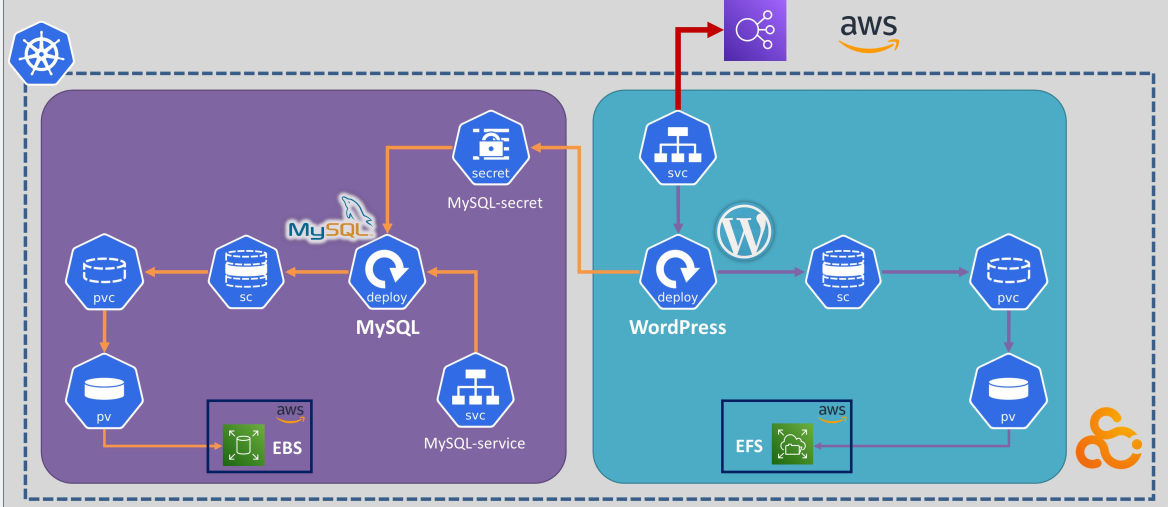 aws
secret
svc
MySQL-secret
MySQL
pvc
sc
deploy
MySQL
deploy
WordPress
sc
pvc
pv
aws
EBS
svc
MySQL-service
aws
EFS
pv